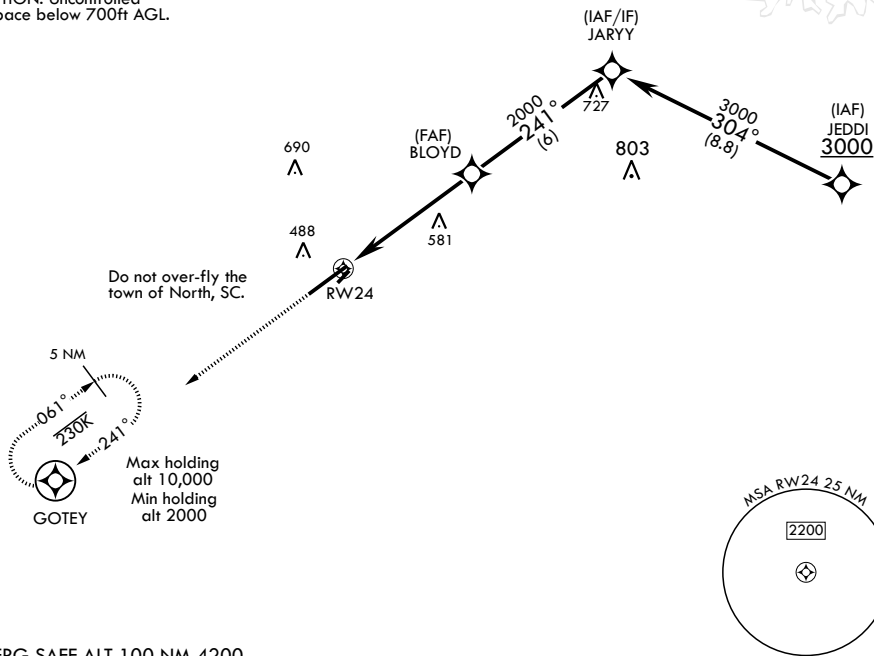 Uncontrolled
below 700ft AGL.
(IAF/IF)
JARYY
727
2000
241°
(6)
3000
304°
(8.8)
(IAF)
JEDDI
3000
(FAF)
BLOYD
690
803
581
488
Do not over-fly the
town of North, SC.
RW24
5 NM
061°
230K
241°
Max holding
alt 10,000
Min holding
alt 2000
GOTEY
MSA RW24 25 NM
2200
SAFE ALT 100 NM 4200